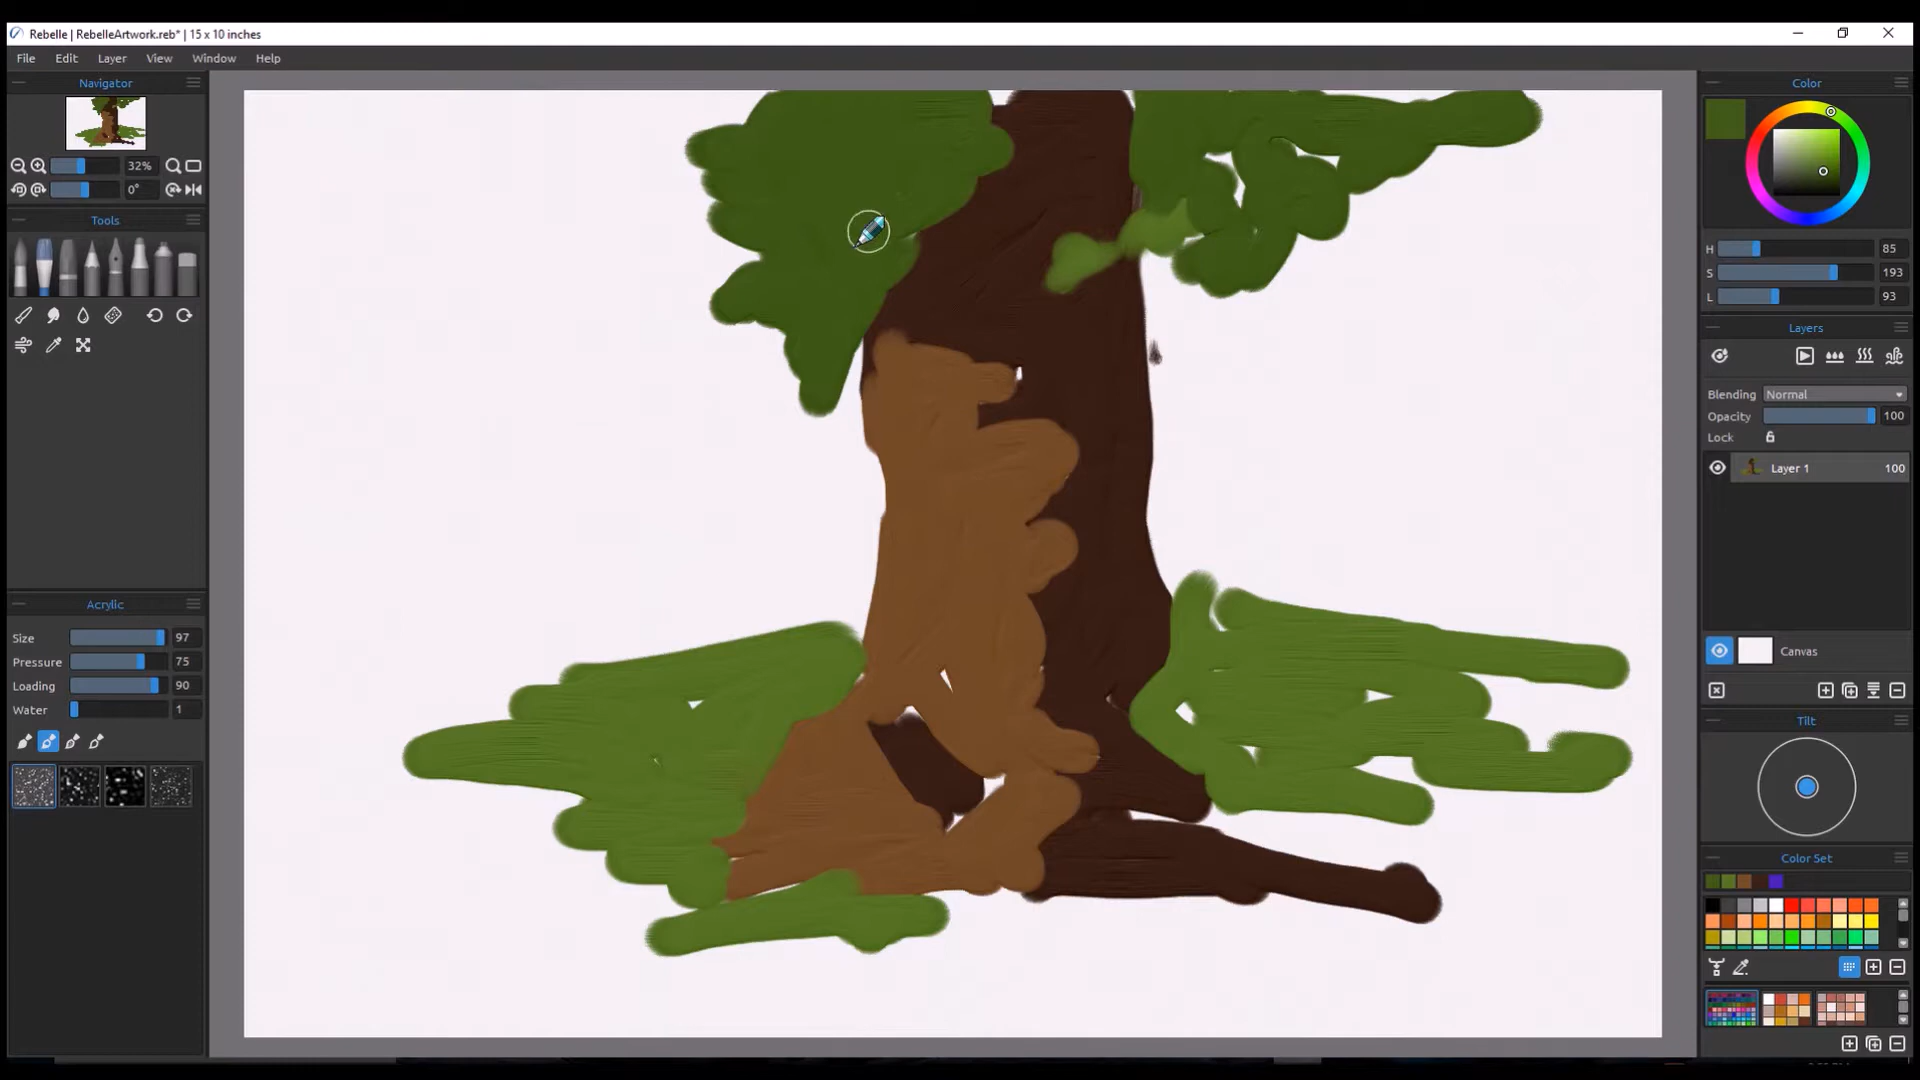 Rebelle | RebelleArtwork.reb* | 15 x 10 inches
File Edit Layer View Window Help
Navigator
32%
0°
Tools
Acrylic
Size 97
Pressure 75
Loading 90
Water 1
Color
H 85
S 193
L 93
Layers
Blending Normal
Opacity 100
Lock
Layer 1 100
Canvas
Tilt
Color Set